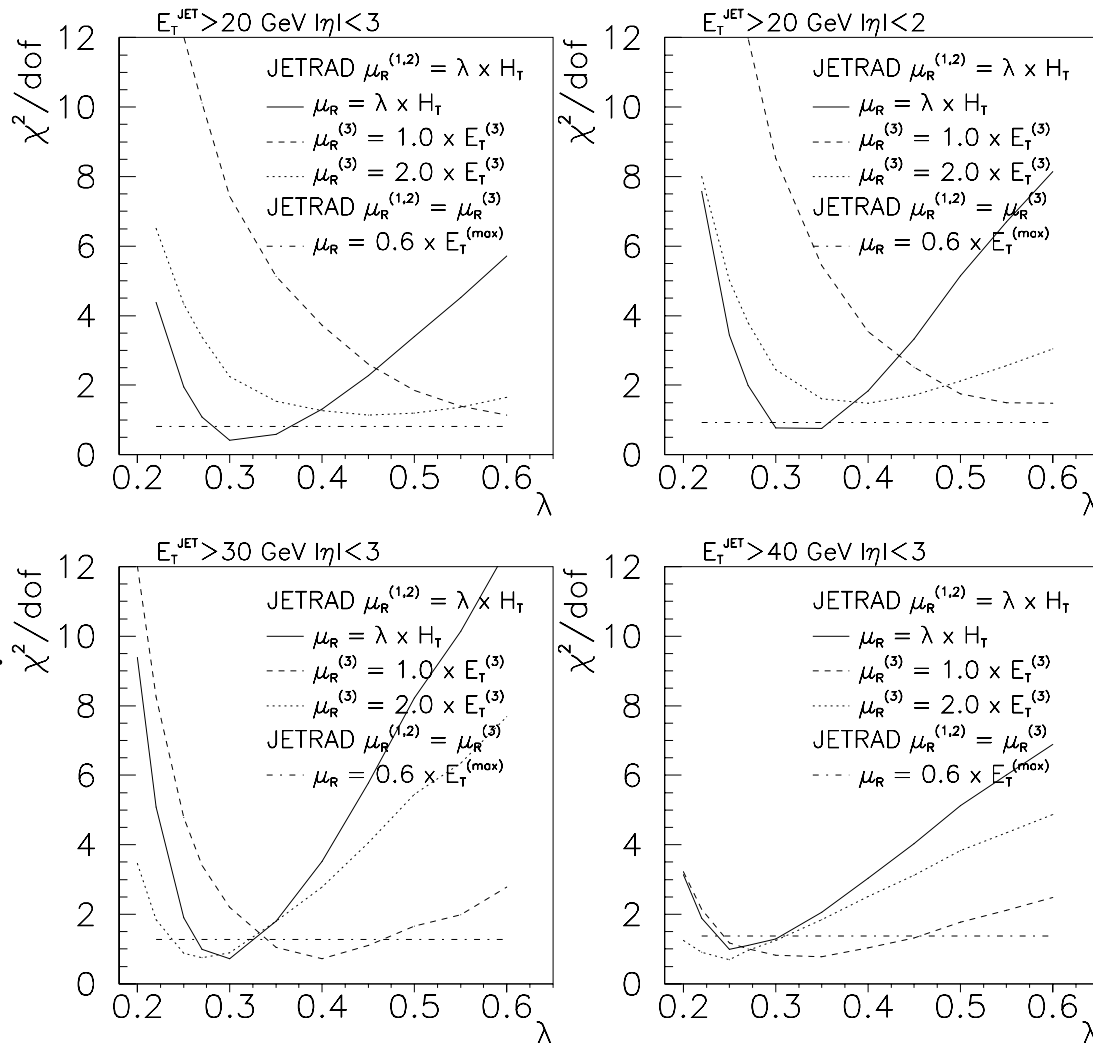 E_T^JET>20 GeV |η|<3
χ²/dof
12
10
8
6
4
2
0
JETRAD μ_R^(1,2) = λ x H_T
μ_R = λ x H_T
μ_R^(3) = 1.0 x E_T^(3)
μ_R^(3) = 2.0 x E_T^(3)
JETRAD μ_R^(1,2) = μ_R^(3)
μ_R = 0.6 x E_T^(max)
0.2 0.3 0.4 0.5 0.6
λ
E_T^JET>20 GeV |η|<2
χ²/dof
12
10
8
6
4
2
0
JETRAD μ_R^(1,2) = λ x H_T
μ_R = λ x H_T
μ_R^(3) = 1.0 x E_T^(3)
μ_R^(3) = 2.0 x E_T^(3)
JETRAD μ_R^(1,2) = μ_R^(3)
μ_R = 0.6 x E_T^(max)
0.2 0.3 0.4 0.5 0.6
λ
E_T^JET>30 GeV |η|<3
χ²/dof
12
10
8
6
4
2
0
JETRAD μ_R^(1,2) = λ x H_T
μ_R = λ x H_T
μ_R^(3) = 1.0 x E_T^(3)
μ_R^(3) = 2.0 x E_T^(3)
JETRAD μ_R^(1,2) = μ_R^(3)
μ_R = 0.6 x E_T^(max)
0.2 0.3 0.4 0.5 0.6
λ
E_T^JET>40 GeV |η|<3
χ²/dof
12
10
8
6
4
2
0
JETRAD μ_R^(1,2) = λ x H_T
μ_R = λ x H_T
μ_R^(3) = 1.0 x E_T^(3)
μ_R^(3) = 2.0 x E_T^(3)
JETRAD μ_R^(1,2) = μ_R^(3)
μ_R = 0.6 x E_T^(max)
0.2 0.3 0.4 0.5 0.6
λ